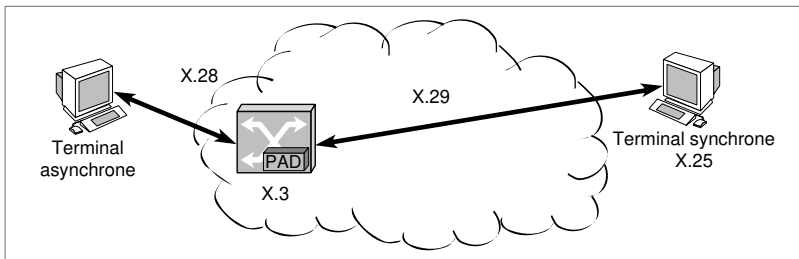 X.28
X.29
Terminal
asynchrone
PAD
X.3
Terminal synchrone
X.25